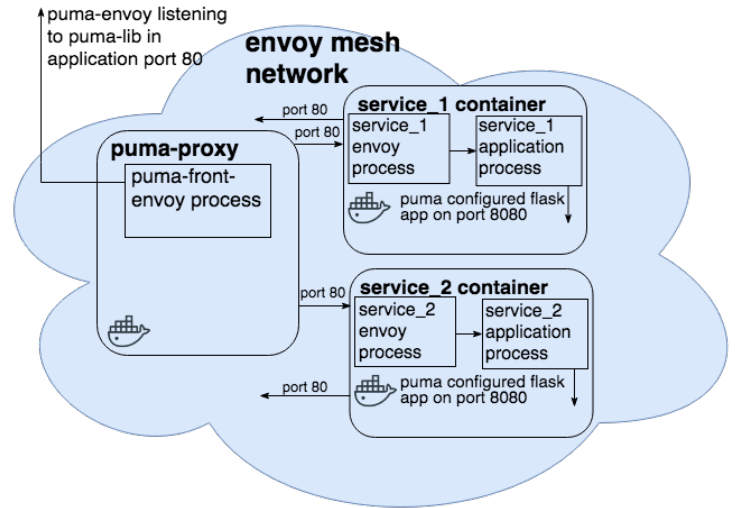 puma-envoy listening
to puma-lib in
application port 80
envoy mesh
network
port 80
service_1 container
port 80
service_1
envoy
process
service_1
application
process
puma-proxy
puma-front-
envoy process
puma configured flask
app on port 8080
port 80
service_2 container
service_2
envoy
process
service_2
application
process
port 80
puma configured flask
app on port 8080